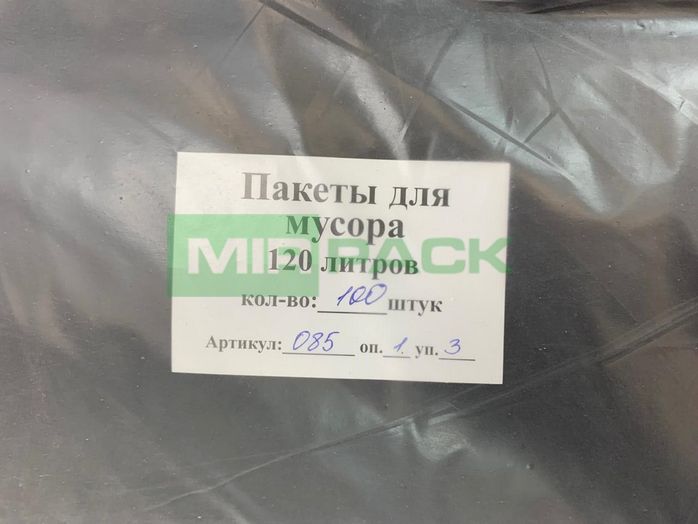 Пакеты для
мусора
MIRPACK
120 литров
кол-во: 100 штук
Артикул: 085 оп. 1. уп. 3